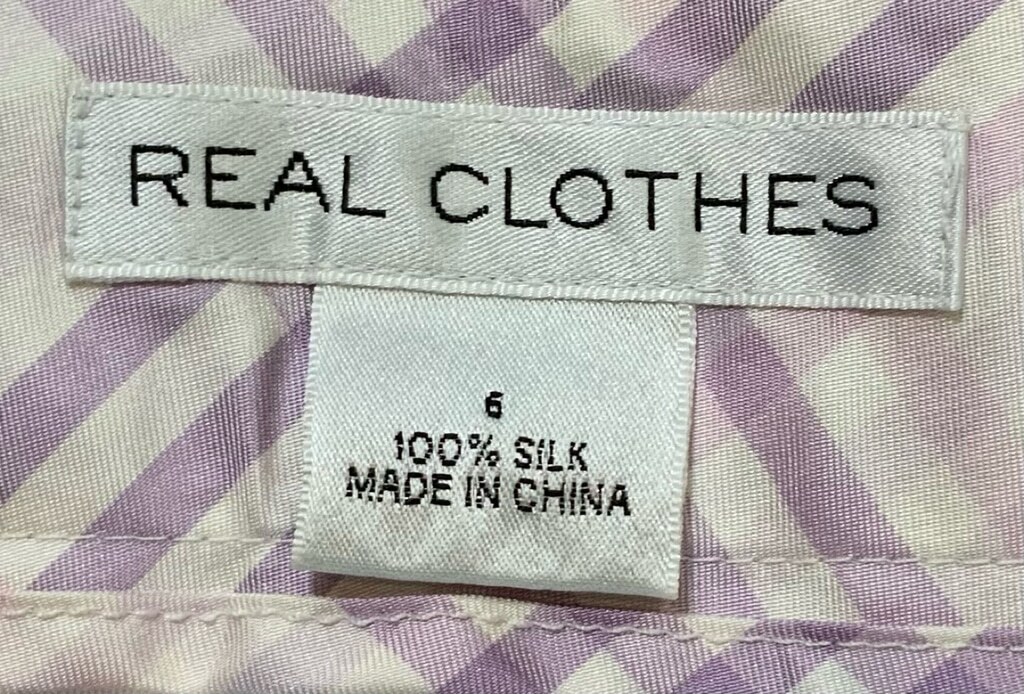 REAL CLOTHES
6
100% SILK
MADE IN CHINA